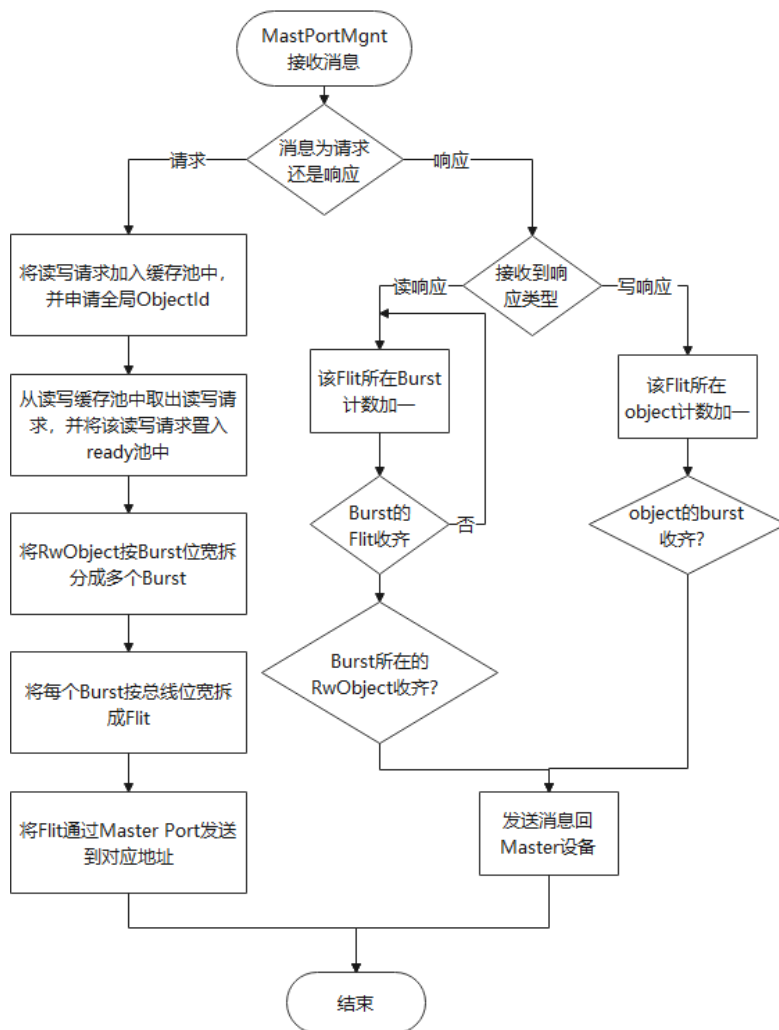 MastPortMgnt
接收消息
消息为请求
还是响应
请求
响应
将读写请求加入缓存池中，
并申请全局ObjectId
接收到响
应类型
读响应
写响应
该Flit所在Burst
计数加一
该Flit所在
object计数加一
从读写缓存池中取出读写请
求，并将该读写请求置入
ready池中
Burst的
Flit收齐
否
object的burst
收齐？
将RwObject按Burst位宽拆
分成多个Burst
Burst所在的
RwObject收齐？
将每个Burst按总线位宽拆
成Flit
将Flit通过Master Port发送
到对应地址
发送消息回
Master设备
结束